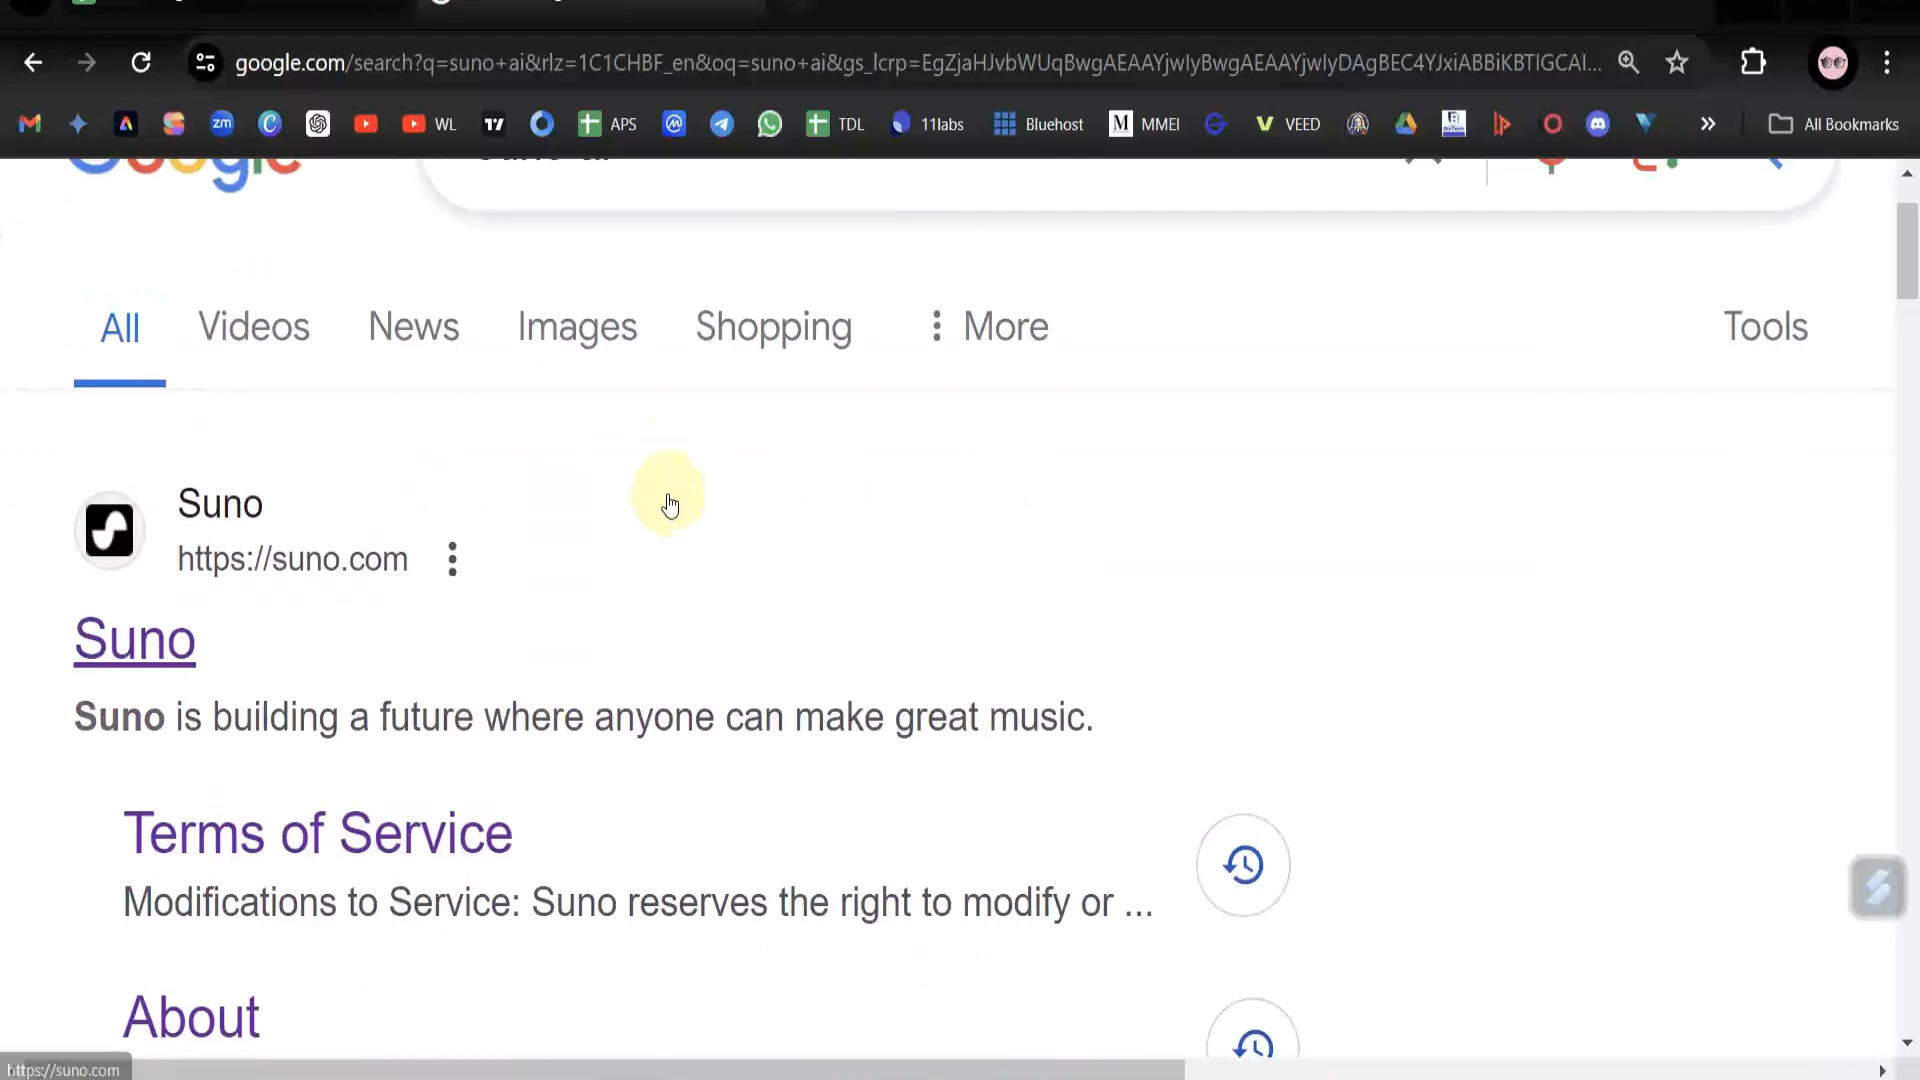 google.com/search?q=suno+ai&rlz=1C1CHBF_en&oq=suno+ai&gs_lcrp=EgZjaHJvbWUqBwgAEAAYjwIyBwgAEAAYjwIyDAgBEC4YJxiABBiKBTIGCAI...
zm WL APS TDL 11labs Bluehost M MMEI VEED All Bookmarks
All Videos News Images Shopping More Tools
Suno
https://suno.com
Suno
Suno is building a future where anyone can make great music.
Terms of Service
Modifications to Service: Suno reserves the right to modify or ...
About
https://suno.com